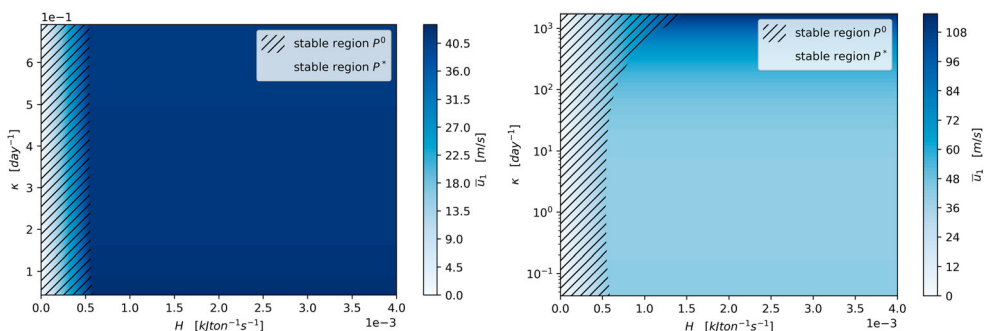 1e−1
stable region P⁰
stable region P*
6
5
4
3
2
1
κ [day⁻¹]
0.0 0.5 1.0 1.5 2.0 2.5 3.0 3.5 4.0
1e−3
H [kJton⁻¹s⁻¹]
40.5
36.0
31.5
27.0
22.5
18.0
13.5
9.0
4.5
0.0
u̅₁ [m/s]
stable region P⁰
stable region P*
10³
10²
10¹
10⁰
10⁻¹
κ [day⁻¹]
0.0 0.5 1.0 1.5 2.0 2.5 3.0 3.5 4.0
1e−3
H [kJton⁻¹s⁻¹]
108
96
84
72
60
48
36
24
12
0
u̅₁ [m/s]